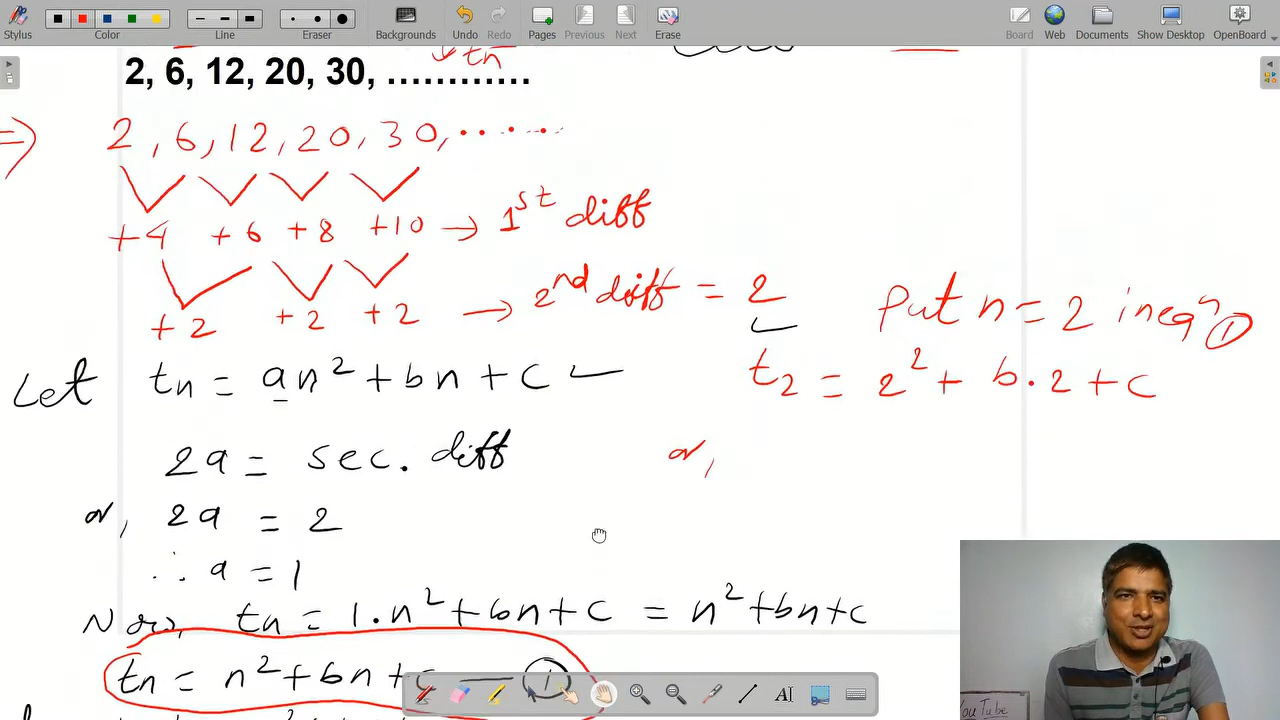 Stylus
Color
Line
Eraser
Backgrounds
Undo
Redo
Pages
Previous
Next
Erase
Board
Web
Documents
Show Desktop
OpenBoard
tn
2, 6, 12, 20, 30, …………
⇒ 2, 6, 12, 20, 30, ......
+4 +6 +8 +10 → 1st diff
+2 +2 +2 → 2nd diff = 2
Let tn = an² + bn + c
2a = sec. diff
or, 2a = 2
∴ a = 1
Now, tn = 1.n² + bn + c = n² + bn + c
tn = n² + bn + c 1
Put n = 2 in eqn 1
t2 = 2² + b.2 + c
or,
YouTube